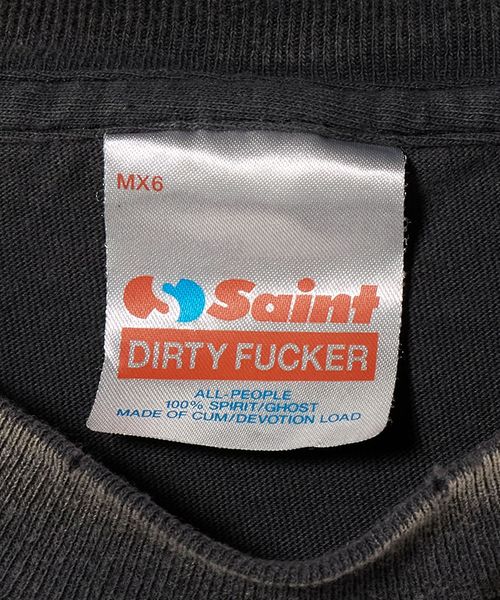 MX6
Saint
DIRTY FUCKER
ALL-PEOPLE
100% SPIRIT/GHOST
MADE OF CUM/DEVOTION LOAD